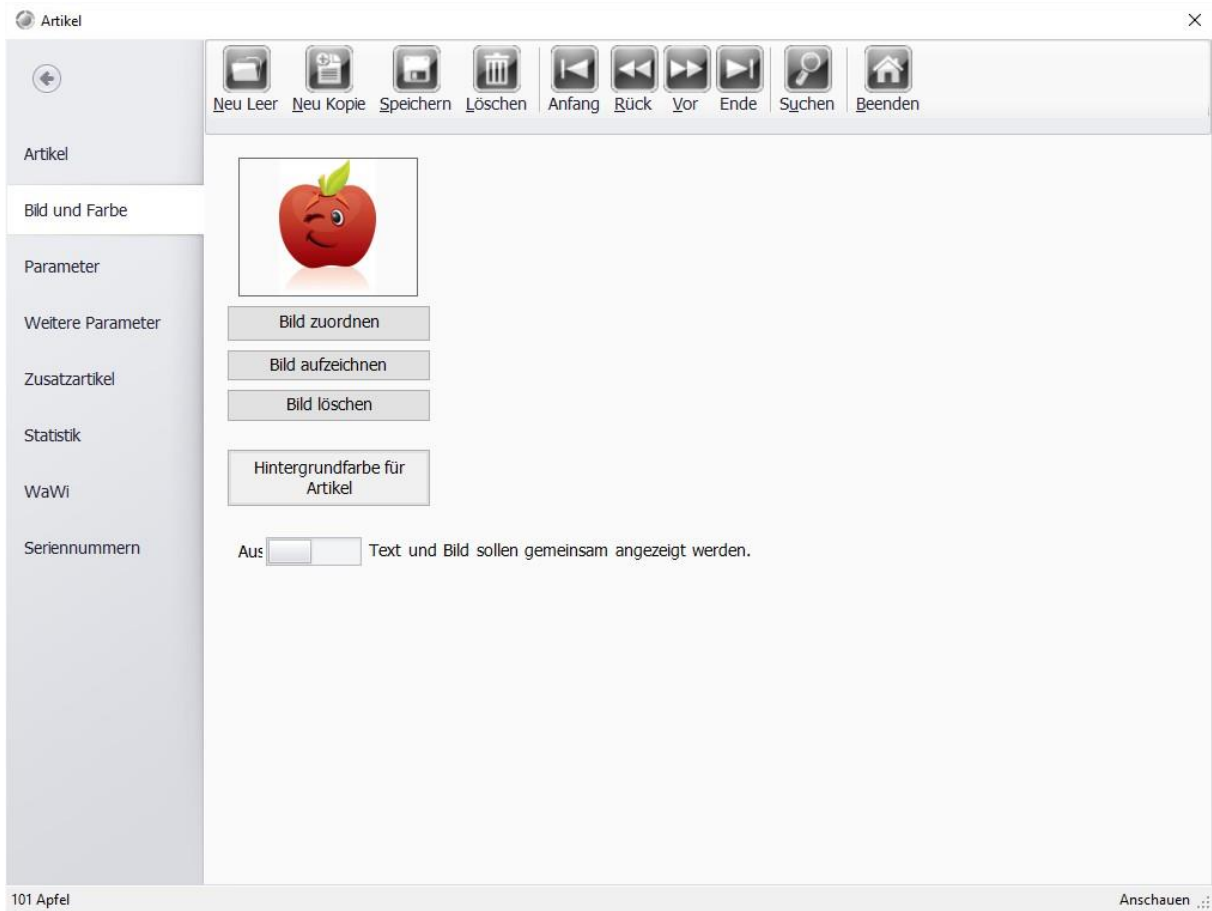 Artikel
Neu Leer Neu Kopie Speichern Löschen Anfang Rück Vor Ende Suchen Beenden
Artikel
Bild und Farbe
Parameter
Weitere Parameter
Zusatzartikel
Statistik
WaWi
Seriennummern
Bild zuordnen
Bild aufzeichnen
Bild löschen
Hintergrundfarbe für
Artikel
Aus Text und Bild sollen gemeinsam angezeigt werden.
101 Apfel Anschauen